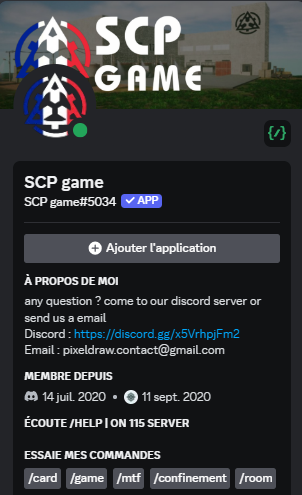 SCP
GAME
{/}
SCP game
SCP game#5034 ✓ APP
Ajouter l'application
À PROPOS DE MOI
any question ? come to our discord server or
send us a email
Discord : https://discord.gg/x5VrhpjFm2
Email : pixeldraw.contact@gmail.com
MEMBRE DEPUIS
14 juil. 2020 • 11 sept. 2020
ÉCOUTE /HELP | ON 115 SERVER
ESSAIE MES COMMANDES
/card /game /mtf /confinement /room